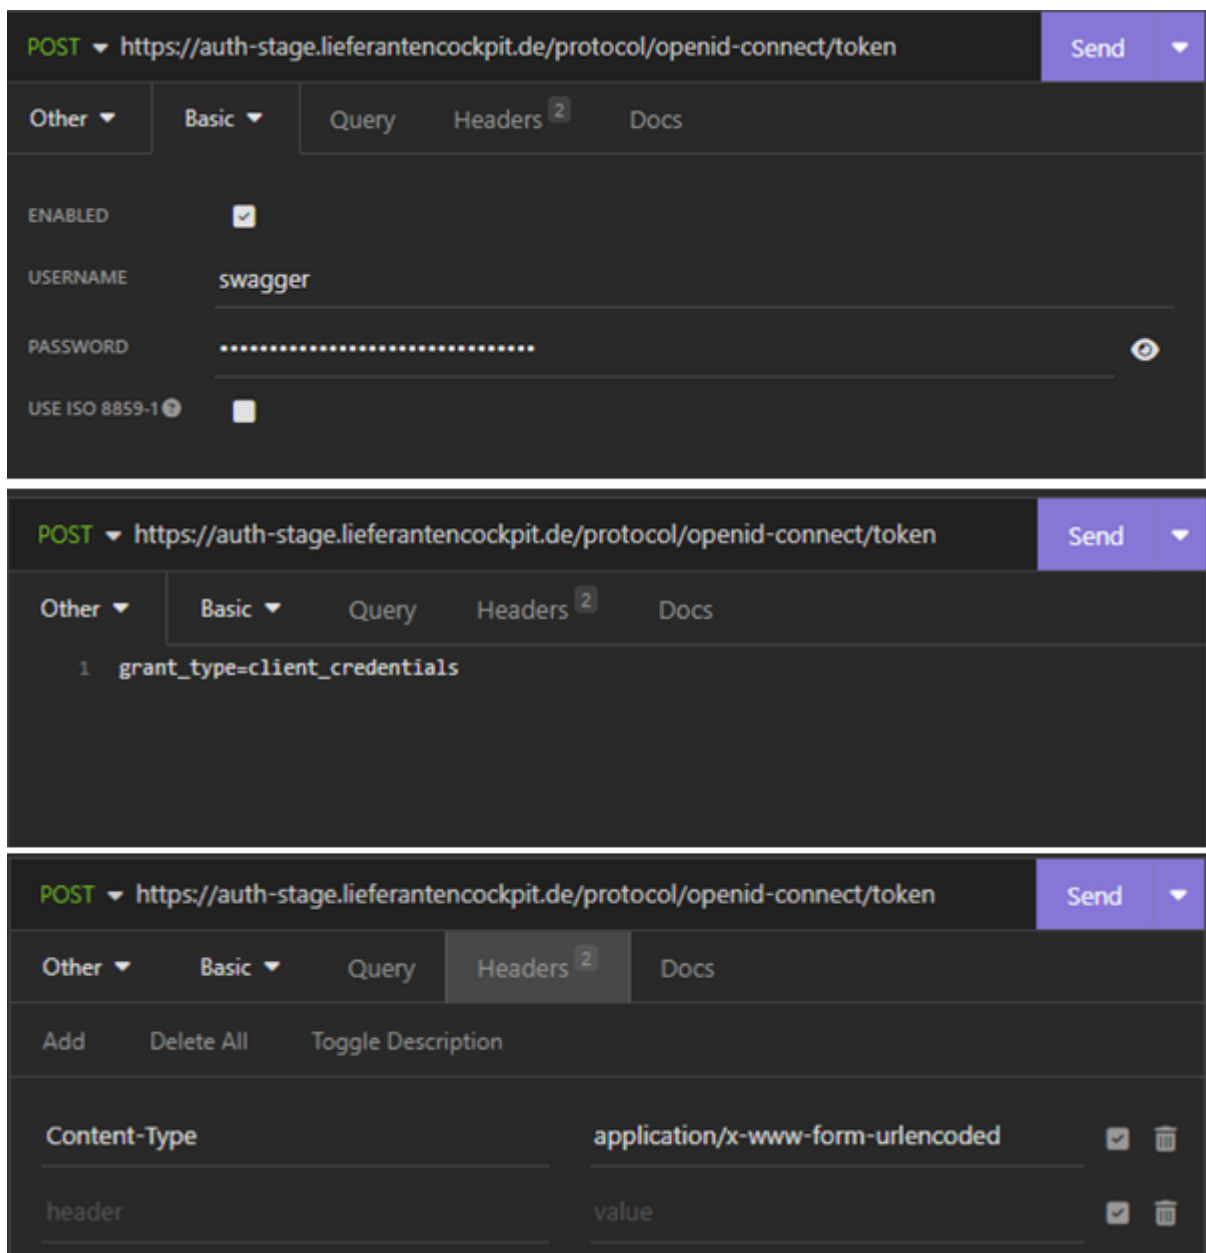 POST https://auth-stage.lieferantencockpit.de/protocol/openid-connect/token Send
Other Basic Query Headers 2 Docs
ENABLED
USERNAME swagger
PASSWORD ••••••••••••••••••••••••••••••••
USE ISO 8859-1
POST https://auth-stage.lieferantencockpit.de/protocol/openid-connect/token Send
Other Basic Query Headers 2 Docs
1 grant_type=client_credentials
POST https://auth-stage.lieferantencockpit.de/protocol/openid-connect/token Send
Other Basic Query Headers 2 Docs
Add Delete All Toggle Description
Content-Type application/x-www-form-urlencoded
header value